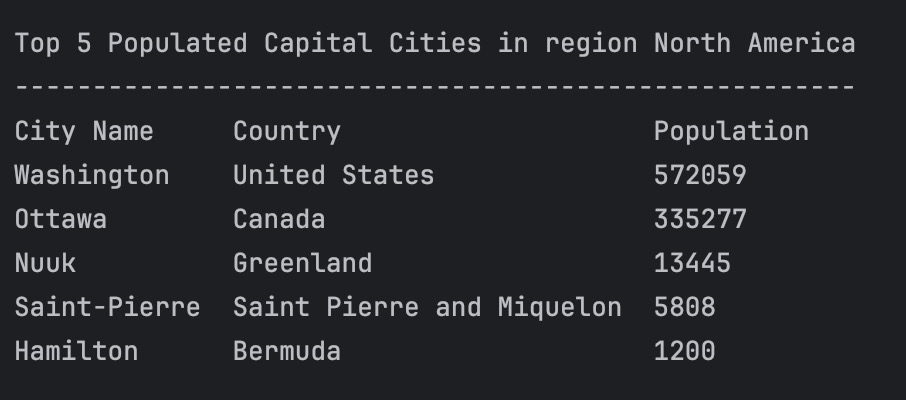 Top 5 Populated Capital Cities in region North America
------------------------------------------------------
City Name     Country                    Population
Washington    United States              572059
Ottawa        Canada                     335277
Nuuk          Greenland                  13445
Saint-Pierre  Saint Pierre and Miquelon  5808
Hamilton      Bermuda                    1200